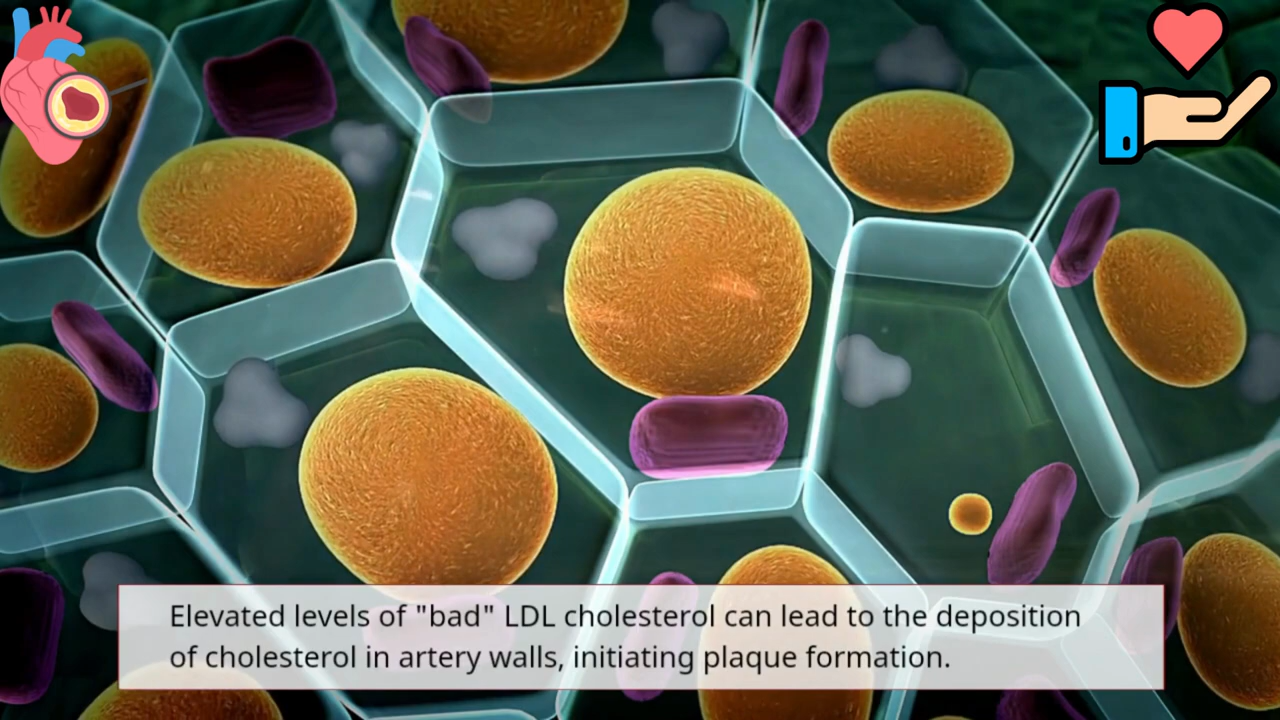 Elevated levels of "bad" LDL cholesterol can lead to the deposition
of cholesterol in artery walls, initiating plaque formation.